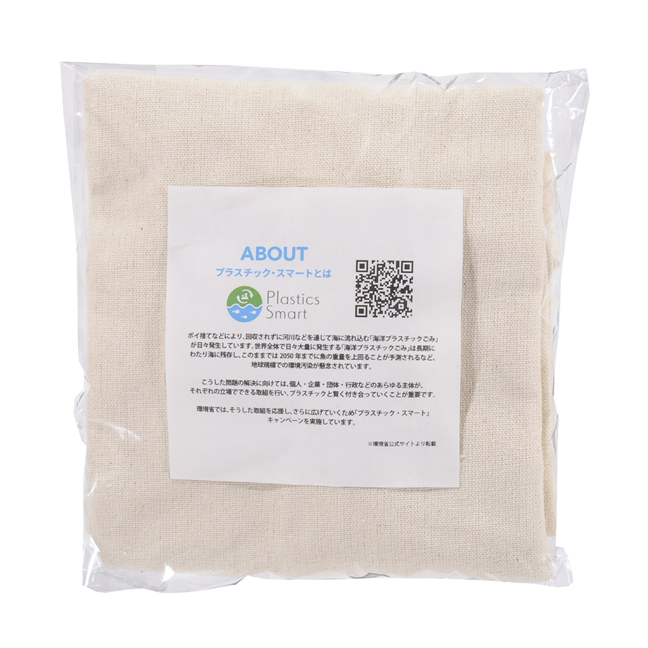 ABOUT
プラスチック・スマートとは
Plastics
Smart
ポイ捨てなどにより、回収されずに河川などを通じて海に流れ込む「海洋プラスチックごみ」
が日々発生しています。世界全体で日々大量に発生する「海洋プラスチックごみ」は長期に
わたり海に残存し、このままでは2050年までに魚の重量を上回ることが予測されるなど、
地球規模での環境汚染が懸念されています。
こうした問題の解決に向けては、個人・企業・団体・行政などのあらゆる主体が、
それぞれの立場でできる取組を行い、プラスチックと賢く付き合っていくことが重要です。
環境省では、そうした取組を応援し、さらに広げていくため「プラスチック・スマート」
キャンペーンを実施しています。
※環境省公式サイトより転載